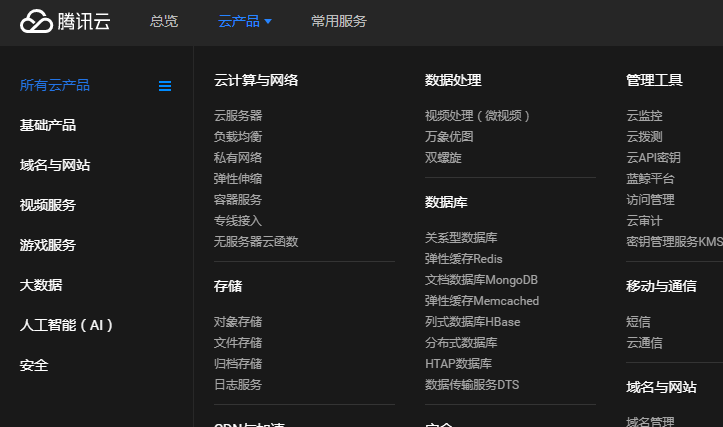 腾讯云
总览
云产品
常用服务
所有云产品
基础产品
域名与网站
视频服务
游戏服务
大数据
人工智能（AI）
安全
云计算与网络
云服务器
负载均衡
私有网络
弹性伸缩
容器服务
专线接入
无服务器云函数
存储
对象存储
文件存储
归档存储
日志服务
CDN与加速
数据处理
视频处理（微视频）
万象优图
双螺旋
数据库
关系型数据库
弹性缓存Redis
文档数据库MongoDB
弹性缓存Memcached
列式数据库HBase
分布式数据库
HTAP数据库
数据传输服务DTS
安全
管理工具
云监控
云拨测
云API密钥
蓝鲸平台
访问管理
云审计
密钥管理服务KMS
移动与通信
短信
云通信
域名与网站
域名管理